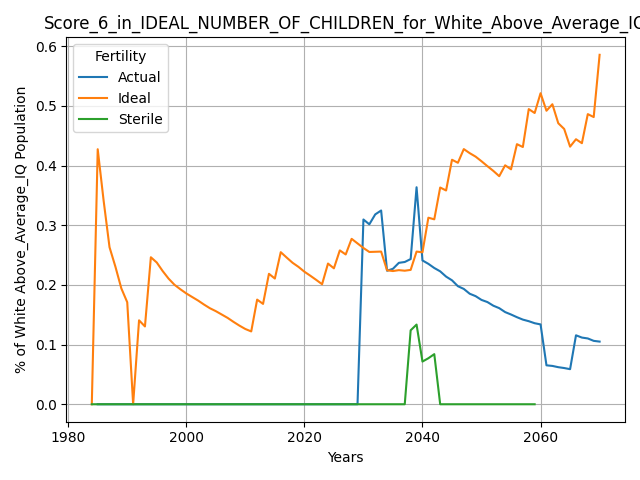 Score_6_in_IDEAL_NUMBER_OF_CHILDREN_for_White_Above_Average_IQ
Fertility
Actual
Ideal
Sterile
% of White Above_Average_IQ Population
0.6
0.5
0.4
0.3
0.2
0.1
0.0
1980 2000 2020 2040 2060
Years